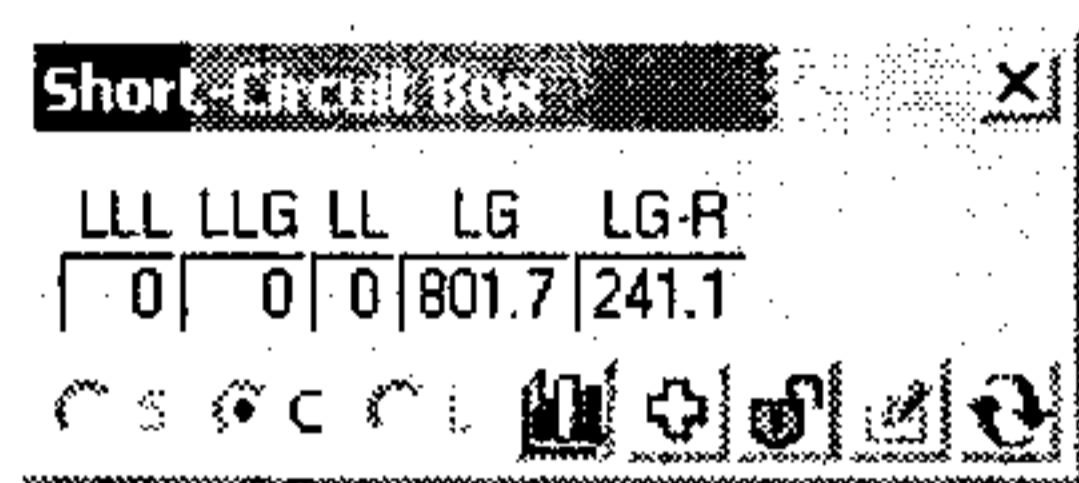 Short-Circuit Box
LLL LLG LL LG LG-R
0 0 0 801.7 241.1
S C L